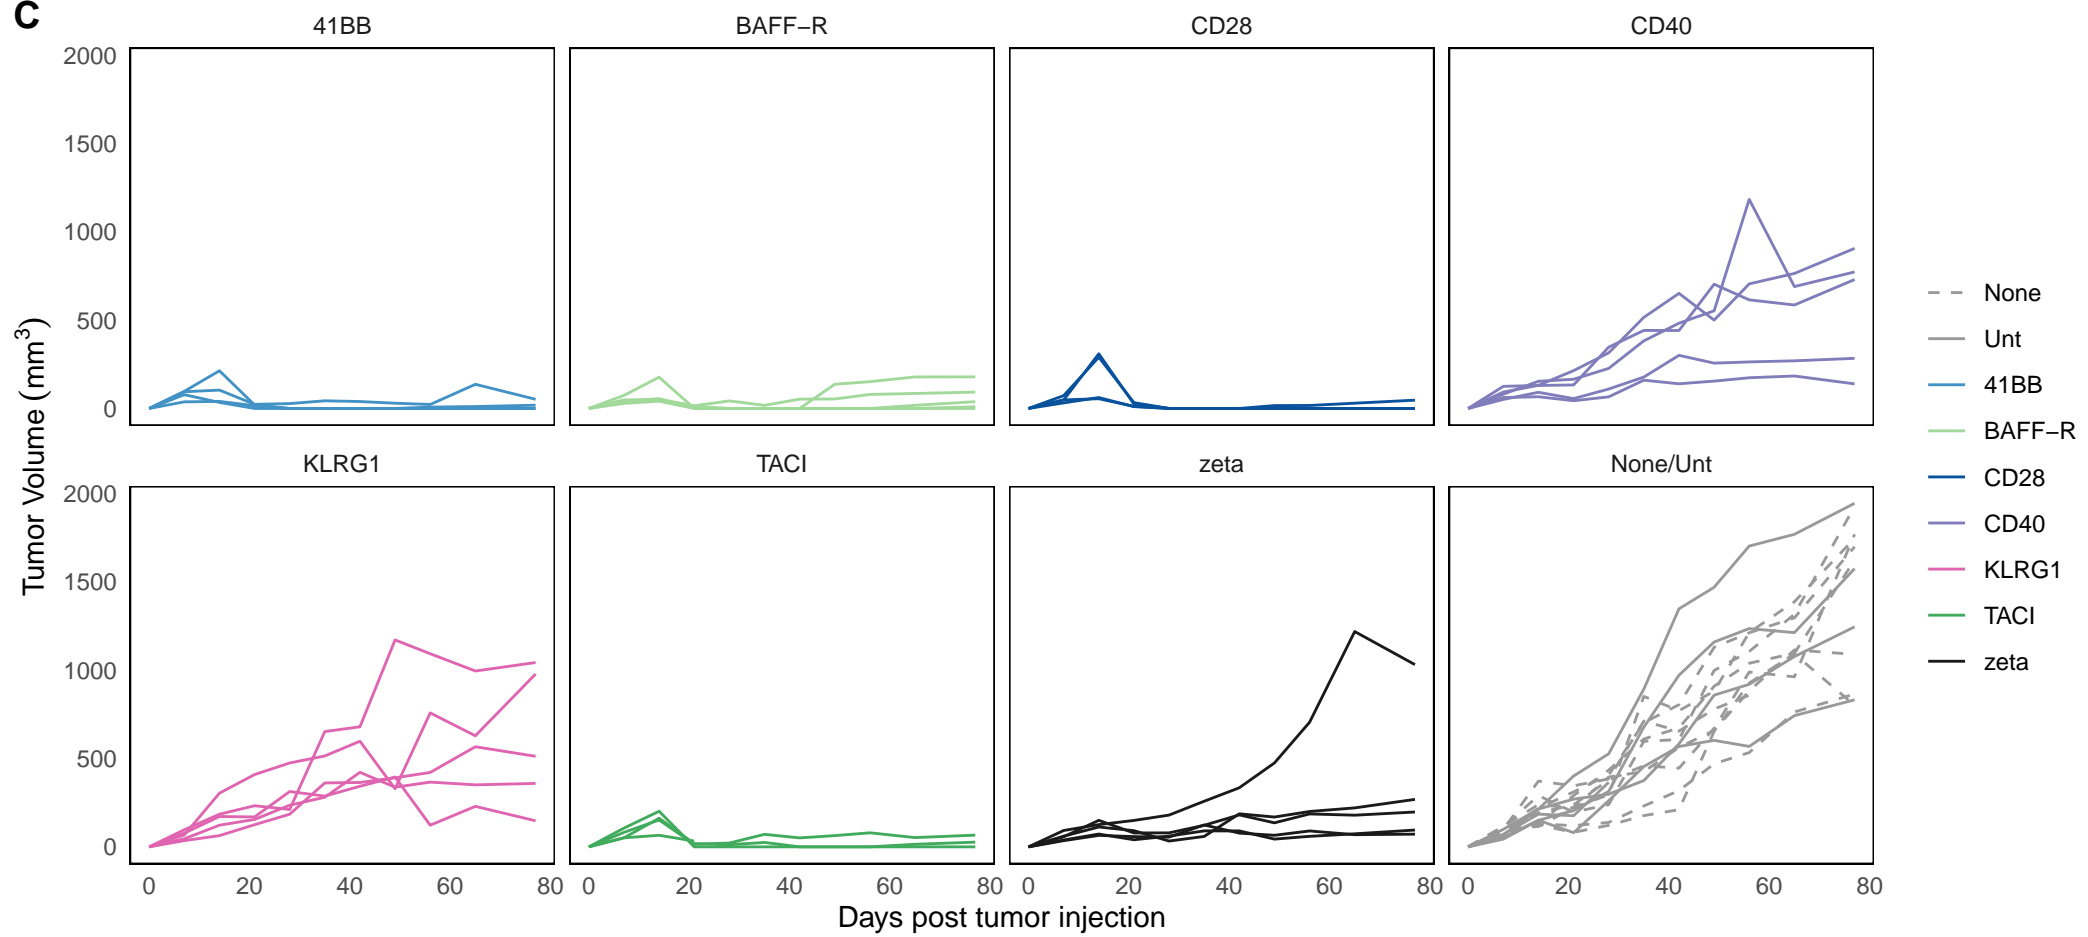 C
41BB
BAFF−R
CD28
CD40
2000
1500
1000
500
0
KLRG1
TACI
zeta
None/Unt
2000
1500
1000
500
0
0 20 40 60 80
0 20 40 60 80
0 20 40 60 80
0 20 40 60 80
Days post tumor injection
Tumor Volume (mm³)
None
Unt
41BB
BAFF−R
CD28
CD40
KLRG1
TACI
zeta